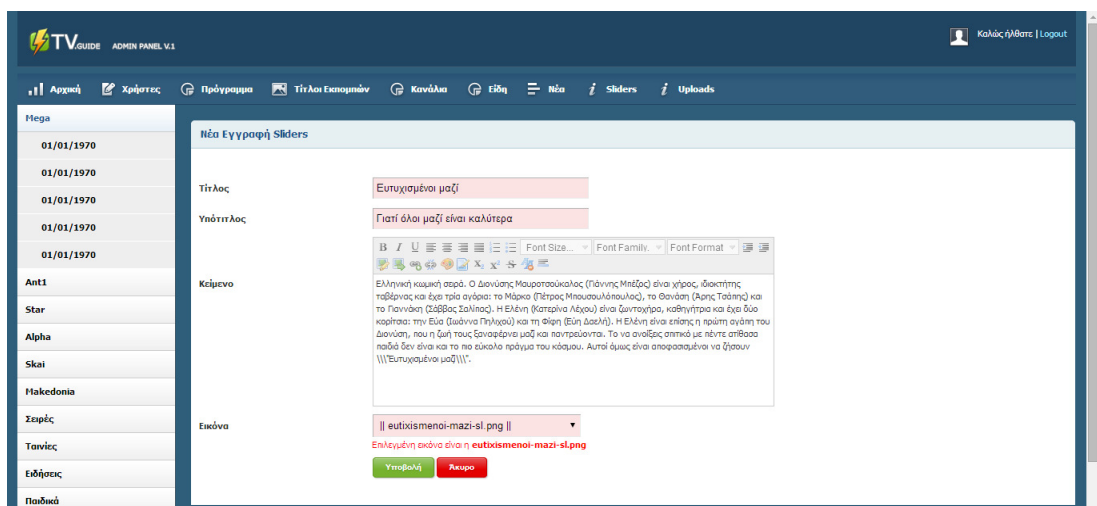 TV.GUIDE ADMIN PANEL V.1
Καλώς ήλθατε | Logout
Αρχική Χρήστες Πρόγραμμα Τίτλοι Εκπομπών Κανάλια Είδη Νέα Sliders Uploads
Mega
01/01/1970
01/01/1970
01/01/1970
01/01/1970
01/01/1970
Ant1
Star
Alpha
Skai
Makedonia
Σειρές
Ταινίες
Ειδήσεις
Παιδικά
Νέα Εγγραφή Sliders
Τίτλος
Ευτυχισμένοι μαζί
Υπότιτλος
Γιατί όλοι μαζί είναι καλύτερα
Κείμενο
Font Size... Font Family. Font Format
Ελληνική κωμική σειρά. Ο Διονύσης Μαυροτσούκαλος (Γιάννης Μπέζος) είναι χήρος, ιδιοκτήτης
ταβέρνας και έχει τρία αγόρια: το Μάρκο (Πέτρος Μπουσουλόπουλος), το Θανάση (Άρης Τσάπης) και
το Γιαννάκη (Σάββας Σαλίπας). Η Ελένη (Κατερίνα Λέχου) είναι ζωντοχήρα, καθηγήτρια και έχει δύο
κορίτσια: την Εύα (Ιωάννα Πηλιχού) και τη Φίφη (Εύη Δαελή). Η Ελένη είναι επίσης η πρώτη αγάπη του
Διονύση, που η ζωή τους ξαναφέρνει μαζί και παντρεύονται. Το να ανοίξεις σπιτικό με πέντε ατίθασα
παιδιά δεν είναι και το πιο εύκολο πράγμα του κόσμου. Αυτοί όμως είναι αποφασισμένοι να ζήσουν
\\\"Ευτυχισμένοι μαζί\\\".
Εικόνα
|| eutixismenoi-mazi-sl.png ||
Επιλεγμένη εικόνα είναι η eutixismenoi-mazi-sl.png
Υποβολή Άκυρο